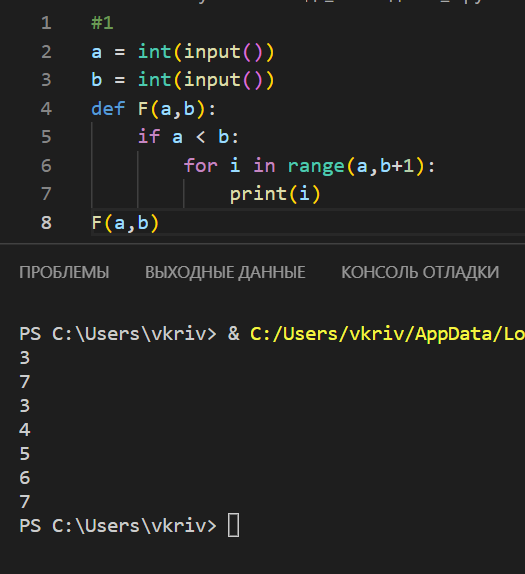 1 #1
2 a = int(input())
3 b = int(input())
4 def F(a,b):
5     if a < b:
6         for i in range(a,b+1):
7             print(i)
8 F(a,b)
ПРОБЛЕМЫ ВЫХОДНЫЕ ДАННЫЕ КОНСОЛЬ ОТЛАДКИ
PS C:\Users\vkriv> & C:/Users/vkriv/AppData/Lo
3
7
3
4
5
6
7
PS C:\Users\vkriv>